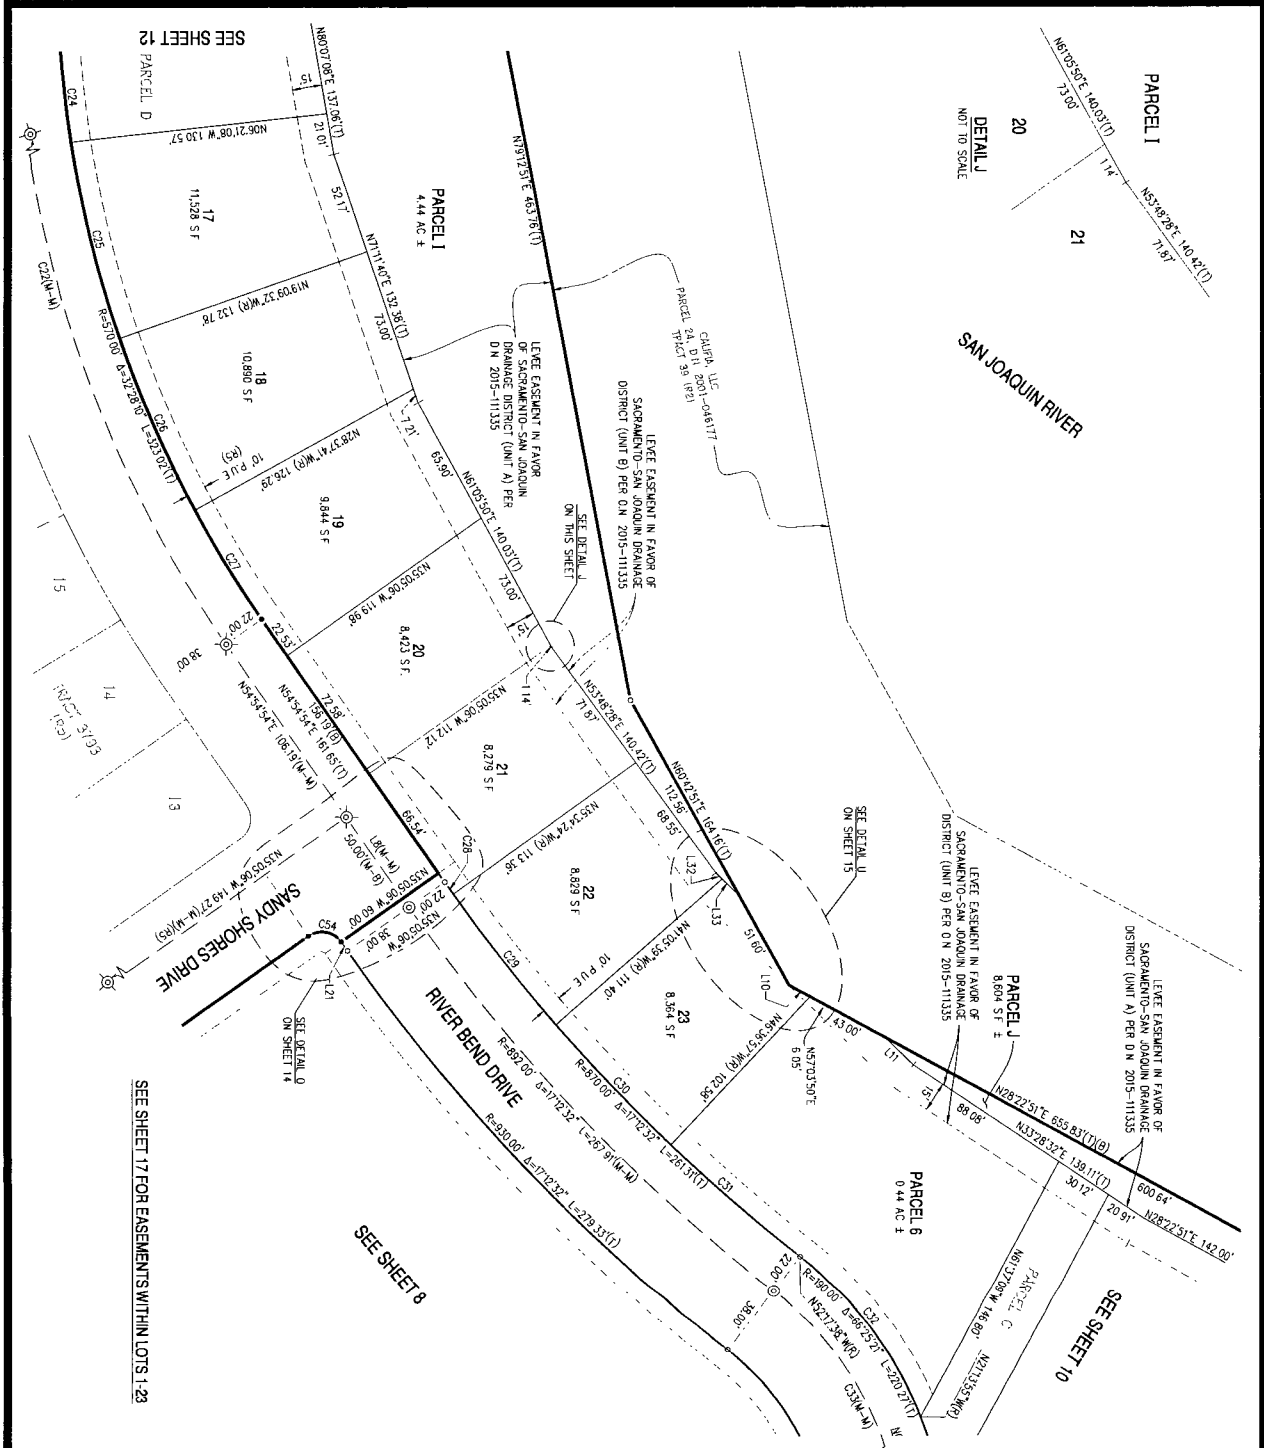 PARCEL I
N61°05'50"E 140.03'(T)
73.00'
1.14'
N53°48'28"E 140.42'(T)
71.87'
20
21
DETAIL J
NOT TO SCALE
SAN JOAQUIN RIVER
SEE SHEET 12
PARCEL D
N80°07'08"E 137.06'(T)
15'
21.01'
52.17'
N79°12'51"E 463.76'(T)
PARCEL I
4.44 AC ±
N71°11'40"E 132.38'(T)
73.00'
CALIFIA, LLC
PARCEL 24, D.N. 2001-046177
TRACT 39 (R2)
LEVEE EASEMENT IN FAVOR
OF SACRAMENTO-SAN JOAQUIN
DRAINAGE DISTRICT (UNIT A) PER
D.N. 2015-111335
LEVEE EASEMENT IN FAVOR OF
SACRAMENTO-SAN JOAQUIN DRAINAGE
DISTRICT (UNIT B) PER D.N. 2015-111335
C24
N06°21'08"W 130.57'
17
11,528 S.F.
C25
C22(M-M)
N19°09'32"W(R) 132.78'
R=570.00' Δ=32°28'10" L=323.02'(T)
18
10,890 S.F.
C26
10' P.U.E.
(RS)
N28°37'41"W(R) 126.29'
7.21'
65.90'
N61°05'50"E 140.03'(T)
73.00'
19
9,844 S.F.
C27
N35°05'06"W 119.98'
SEE DETAIL J
ON THIS SHEET
15'
1.14'
20
8,423 S.F.
22.00'
22.53'
38.00'
72.58'
156.19'(B)
N54°54'54"E 161.65'(T)
N54°54'54"E 106.19'(M-M)
N35°05'06"W 112.12'
N53°48'28"E 140.42'(T)
71.87'
21
8,279 S.F.
66.54'
15
14
TRACT 3793
13
L8(M-M)
50.00'(M-B)
N35°05'06"W 60.00'
C28
22.00'
N35°05'06"W
38.00'
N35°05'06"W 149.27'(M-M)(RS)
SANDY SHORES DRIVE
C54
L21
SEE DETAIL O
ON SHEET 14
N35°34'24"W(R) 113.36'
N60°42'51"E 164.16'(T)
112.56'
68.55'
L32
L33
51.60'
22
8,829 S.F.
C29
10' P.U.E.
N41°05'39"W(R) 111.40'
SEE DETAIL U
ON SHEET 15
23
8,364 S.F.
L10
43.00'
N57°03'50"E
6.05'
N46°36'57"W(R) 102.58'
C30
RIVER BEND DRIVE
R=892.00' Δ=17°12'32" L=267.91'(M-M)
R=870.00' Δ=17°12'32" L=261.31'(T)
R=930.00' Δ=17°12'32" L=279.33'(T)
C31
L11
LEVEE EASEMENT IN FAVOR OF
SACRAMENTO-SAN JOAQUIN DRAINAGE
DISTRICT (UNIT B) PER D.N. 2015-111335
PARCEL J
8,604 S.F. ±
LEVEE EASEMENT IN FAVOR OF
SACRAMENTO-SAN JOAQUIN DRAINAGE
DISTRICT (UNIT A) PER D.N. 2015-111335
N28°22'51"E 655.83'(T)(B)
88.08'
15'
N33°28'32"E 139.11'(T)
30.12'
600.64'
20.91'
N28°22'51"E 142.00'
PARCEL 6
0.44 AC ±
N61°37'09"W 146.80'
PARCEL C
SEE SHEET 10
22.00'
38.00'
R=190.00' Δ=66°25'21" L=220.27'(T)
N52°17'38"W(R)
C32
C33(M-M)
N21°13'55"W(R)
SEE SHEET 8
SEE SHEET 17 FOR EASEMENTS WITHIN LOTS 1-23